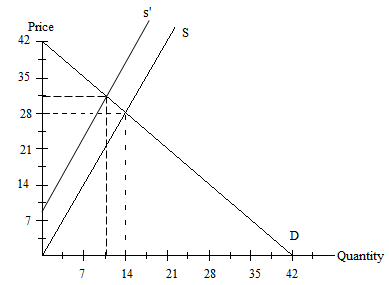 s'
Price
S
42
35
28
21
14
7
D
Quantity
7 14 21 28 35 42